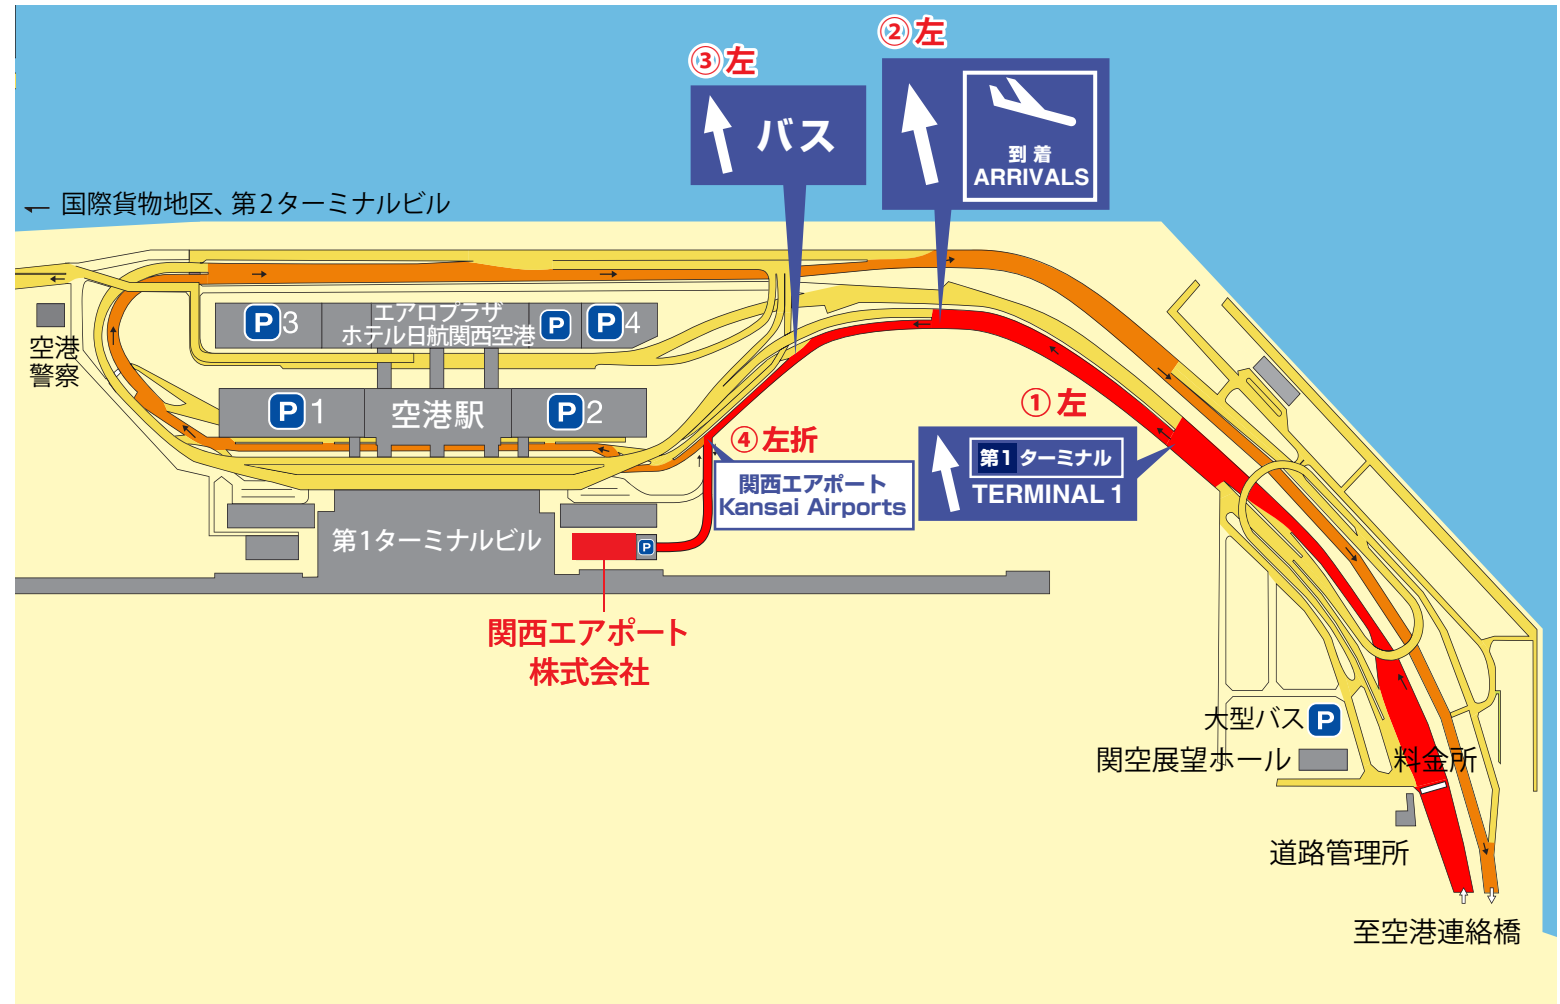 ②左
③左
バス
到着
ARRIVALS
国際貨物地区、第2ターミナルビル
P3
エアロプラザ
ホテル日航関西空港
P
P4
空港
警察
P1
空港駅
P2
①左
④左折
第1ターミナル
TERMINAL 1
関西エアポート
Kansai Airports
第1ターミナルビル
P
関西エアポート
株式会社
大型バス P
関空展望ホール
料金所
道路管理所
至空港連絡橋